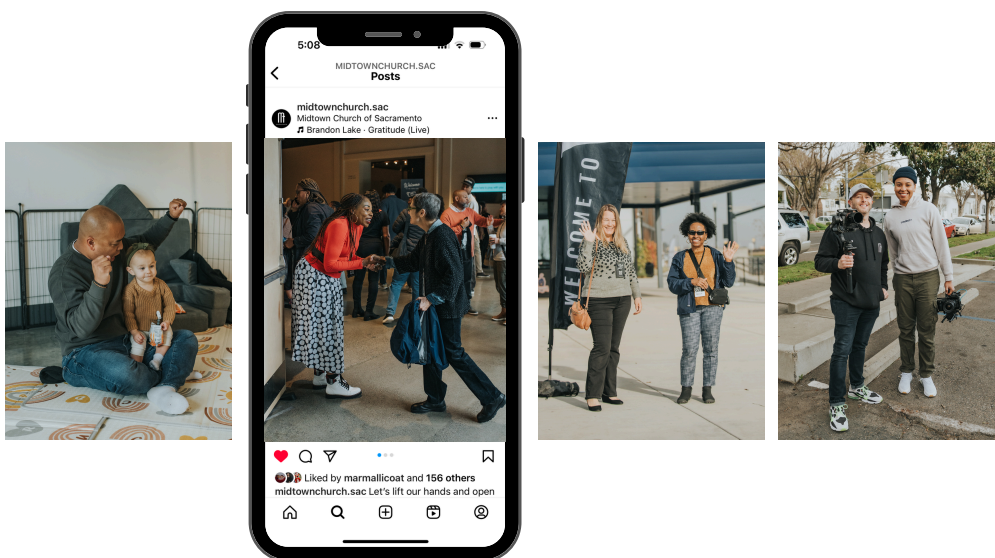 5:08
MIDTOWNCHURCH.SAC
Posts
midtownchurch.sac
Midtown Church of Sacramento
Brandon Lake · Gratitude (Live)
WELCOME TO
Liked by marmallicoat and 156 others
midtownchurch.sac Let's lift our hands and open